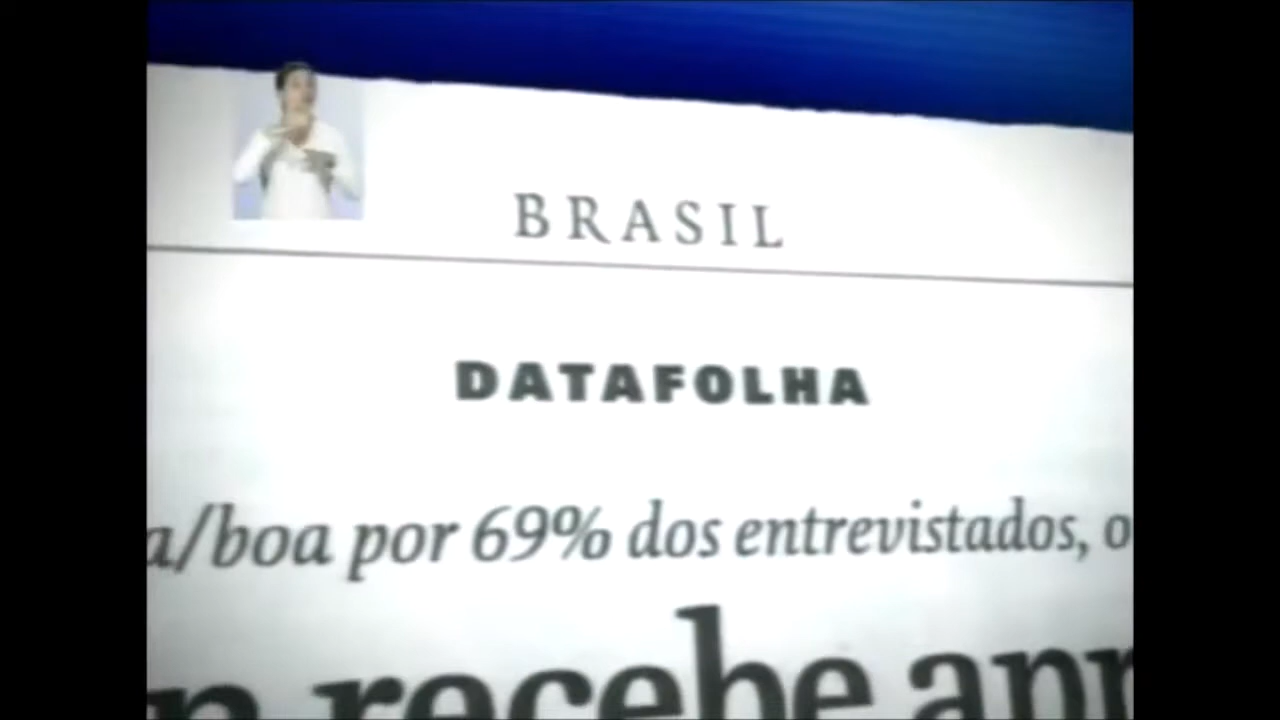 BRASIL
DATAFOLHA
a/boa por 69% dos entrevistados, o
recebe